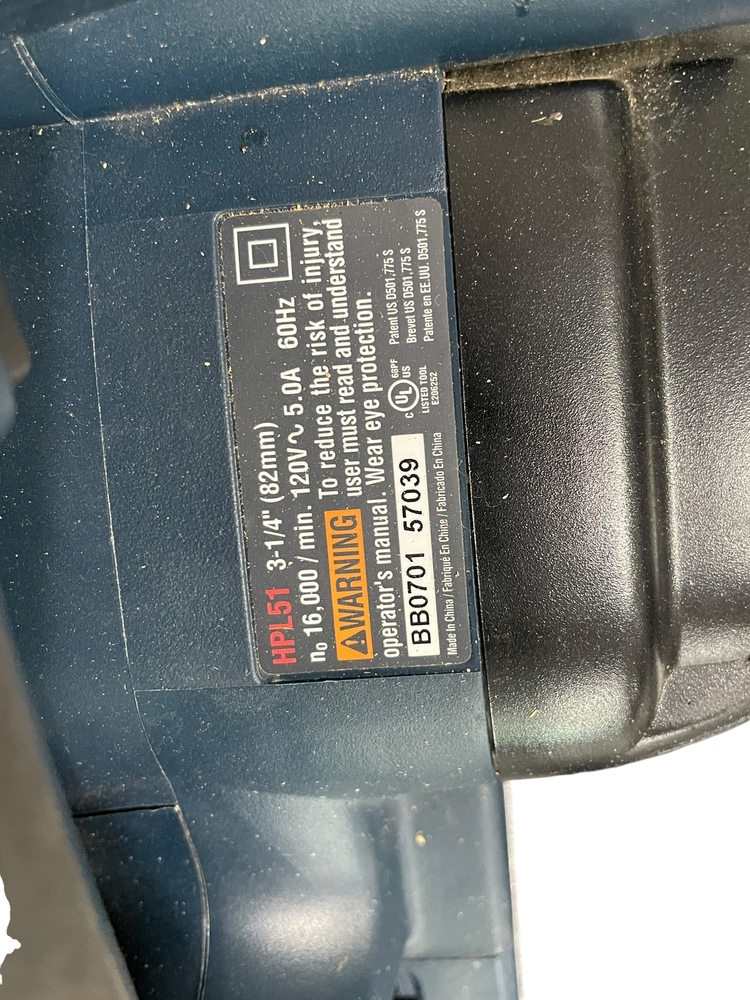 HPL51 3-1/4" (82mm)
n₀ 16,000 / min. 120V ∿ 5.0A 60Hz
⚠WARNING To reduce the risk of injury,
user must read and understand
operator's manual. Wear eye protection.
BB0701 57039
C UL US
68PF
LISTED TOOL
E206252
Patent US D501,775 S
Brevet US D501,775 S
Patente en EE.UU. D501,775 S
Made In China / Fabriqué En Chine / Fabricado En China